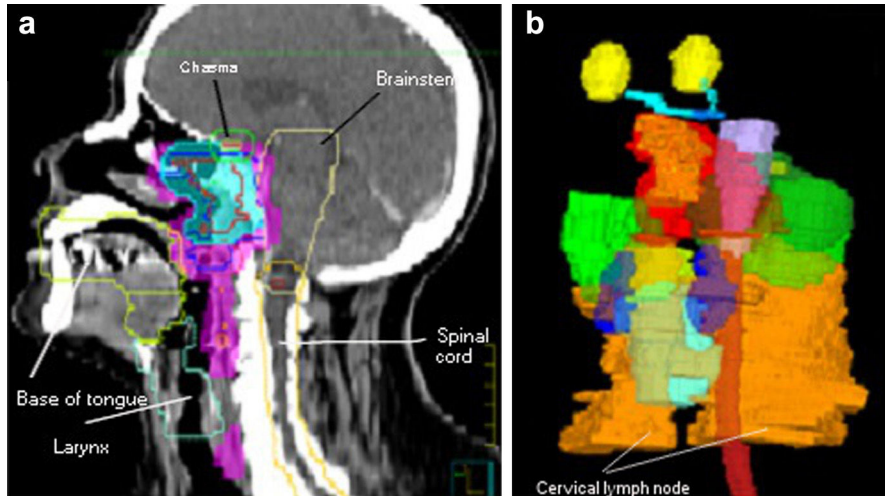 a
Chasma
Brainsten
Spinal
cord
Base of tongue
Larynx
b
Cervical lymph node